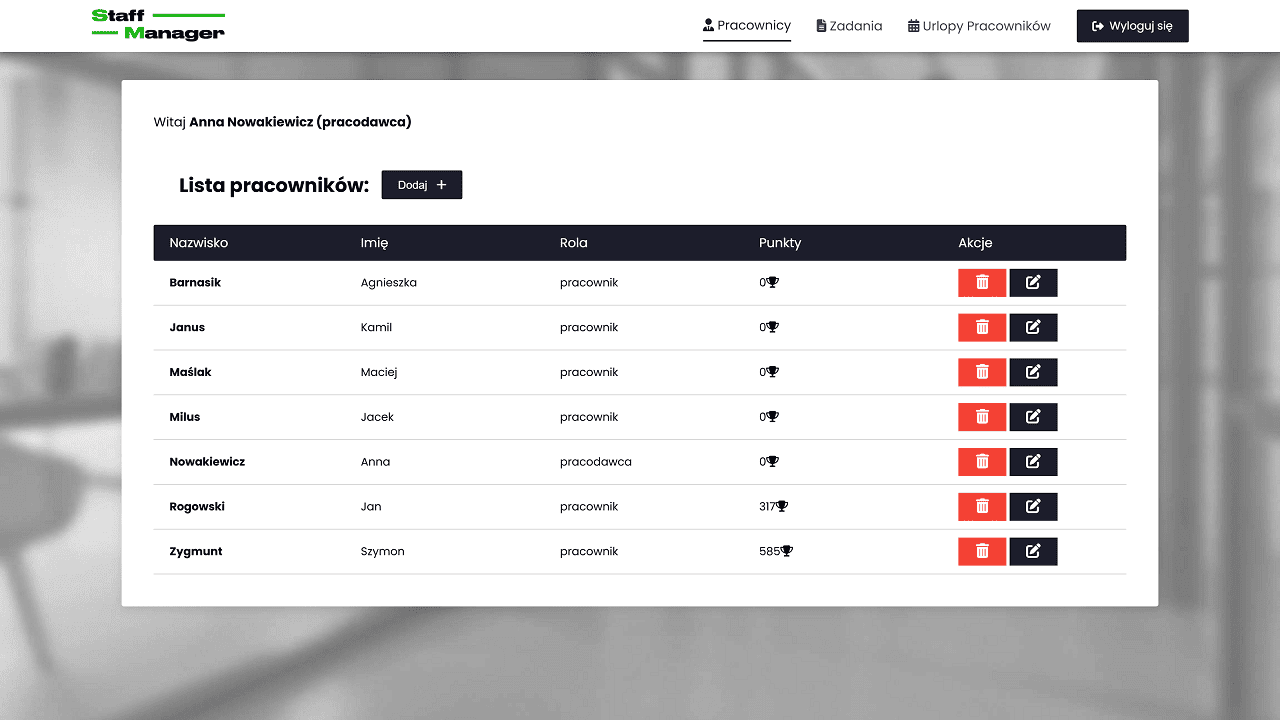 Staff
Manager
Pracownicy Zadania Urlopy Pracowników Wyloguj się
Witaj Anna Nowakiewicz (pracodawca)
Lista pracowników: Dodaj +
Nazwisko Imię Rola Punkty Akcje
Barnasik Agnieszka pracownik 0
Janus Kamil pracownik 0
Maślak Maciej pracownik 0
Milus Jacek pracownik 0
Nowakiewicz Anna pracodawca 0
Rogowski Jan pracownik 317
Zygmunt Szymon pracownik 585